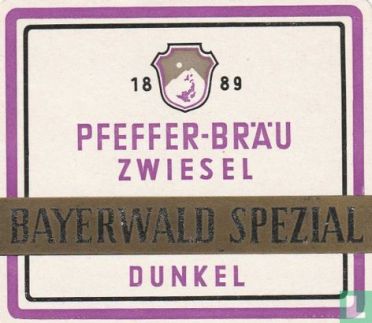 18 89
PFEFFER-BRÄU
ZWIESEL
BAYERWALD SPEZIAL
DUNKEL